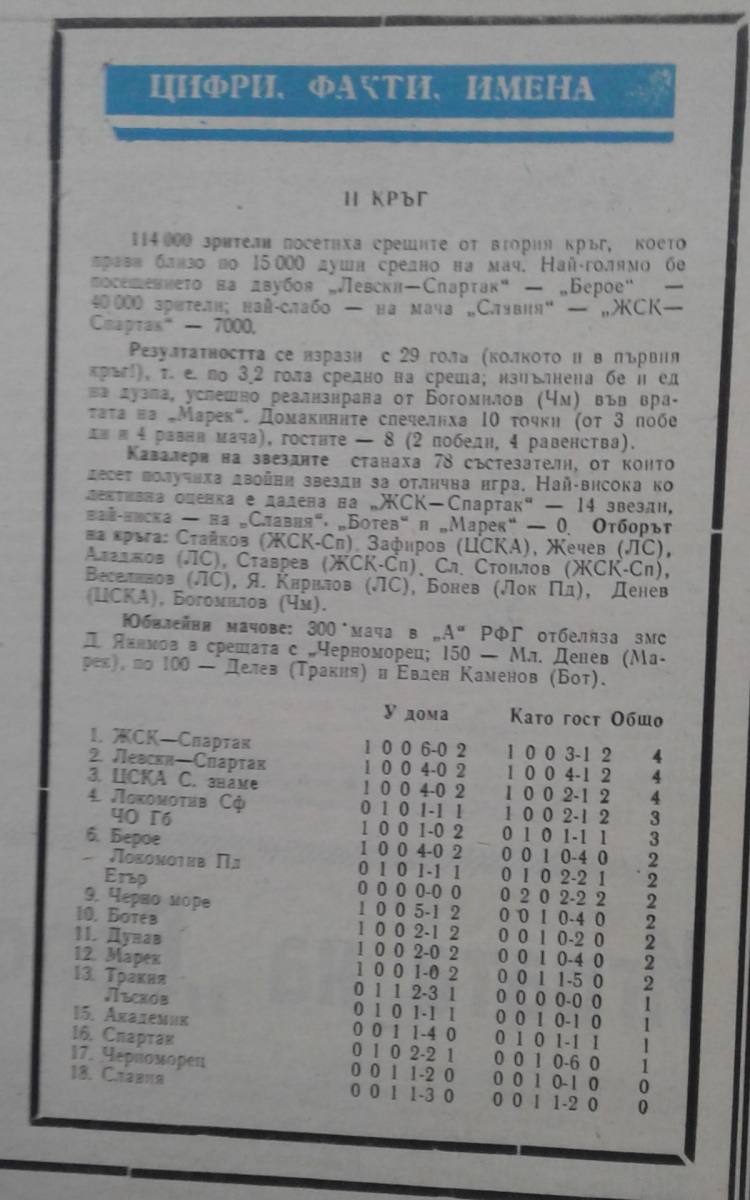 ЦИФРИ. ФАКТИ. ИМЕНА
II КРЪГ
114 000 зрители посетиха срещите от втория кръг, което
прави близо по 15 000 души средно на мач. Най-голямо бе
посещението на двубоя „Левски—Спартак“ — „Берое“ —
40 000 зрители; най-слабо — на мача „Славия“ — „ЖСК—
Спартак“ — 7000.
Резултатността се изрази с 29 гола (колкото и в първия
кръг!), т. е. по 3,2 гола средно на среща; изпълнена бе и ед
на дузпа, успешно реализирана от Богомилов (Чм) във вра-
тата на „Марек“. Домакините спечелиха 10 точки (от 3 побе
ди и 4 равни мача), гостите — 8 (2 победи, 4 равенства).
Кавалери на звездите станаха 78 състезатели, от които
десет получиха двойни звезди за отлична игра. Най-висока ко
лективна оценка е дадена на „ЖСК—Спартак“ — 14 звезди,
най-ниска — на „Славия“. „Ботев“ и „Марек“ — 0. Отборът
на кръга: Стайков (ЖСК-Сп), Зафиров (ЦСКА), Жечев (ЛС),
Аладжов (ЛС), Ставрев (ЖСК-Сп), Сл. Стоилов (ЖСК-Сп),
Веселинов (ЛС), Я. Кирилов (ЛС), Бонев (Лок Пд), Денев
(ЦСКА), Богомилов (Чм).
Юбилейни мачове: 300 мача в „А“ РФГ отбеляза змс
Д. Якимов в срещата с „Черноморец; 150 — Мл. Денев (Ма-
рек), по 100 — Делев (Тракия) и Евден Каменов (Бот).
У дома Като гост Общо
1. ЖСК—Спартак 1 0 0 6-0 2 1 0 0 3-1 2 4
2. Левски—Спартак 1 0 0 4-0 2 1 0 0 4-1 2 4
3. ЦСКА С. знаме 1 0 0 4-0 2 1 0 0 2-1 2 4
4. Локомотив Сф 0 1 0 1-1 1 1 0 0 2-1 2 3
ЧО Гб 1 0 0 1-0 2 0 1 0 1-1 1 3
6. Берое 1 0 0 4-0 2 0 0 1 0-4 0 2
Локомотив Пд 0 1 0 1-1 1 0 1 0 2-2 1 2
Етър 0 0 0 0-0 0 0 2 0 2-2 2 2
9. Черно море 1 0 0 5-1 2 0 0 1 0-4 0 2
10. Ботев 1 0 0 2-1 2 0 0 1 0-2 0 2
11. Дунав 1 0 0 2-0 2 0 0 1 0-4 0 2
12. Марек 1 0 0 1-0 2 0 0 1 1-5 0 2
13. Тракия 0 1 1 2-3 1 0 0 0 0-0 0 1
Лъсков 0 1 0 1-1 1 0 0 1 0-1 0 1
15. Академик 0 0 1 1-4 0 0 1 0 1-1 1 1
16. Спартак 0 1 0 2-2 1 0 0 1 0-6 0 1
17. Черноморец 0 0 1 1-2 0 0 0 1 0-1 0 0
18. Славия 0 0 1 1-3 0 0 0 1 1-2 0 0